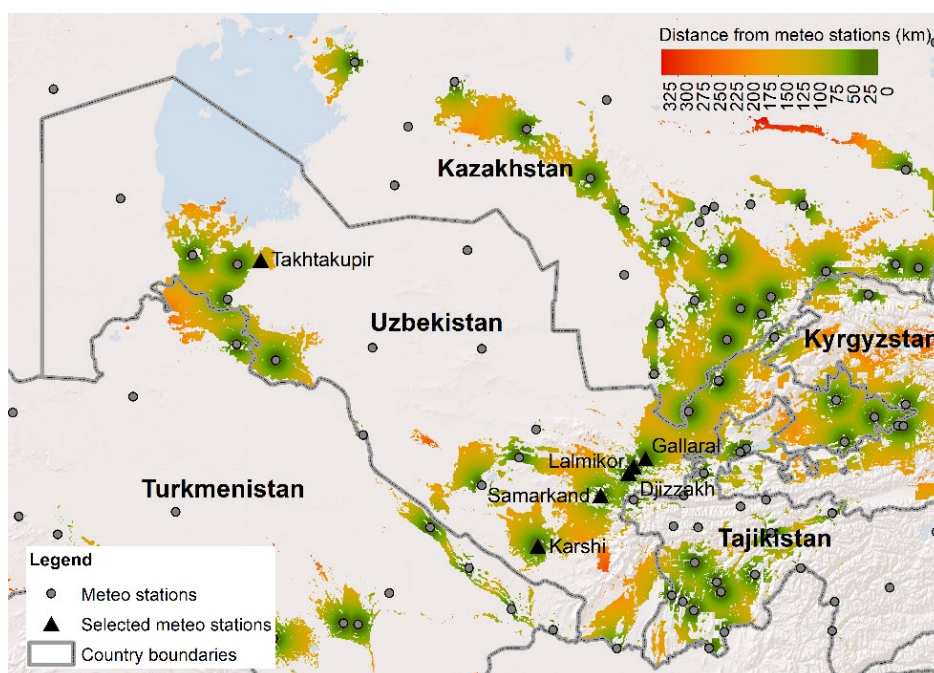 Distance from meteo stations (km)
325
300
275
250
225
200
175
150
125
100
75
50
25
0
Kazakhstan
Takhtakupir
Uzbekistan
Kyrgyzstan
Gallaral
Lalmikor
Djizzakh
Turkmenistan
Samarkand
Tajikistan
Karshi
Legend
Meteo stations
Selected meteo stations
Country boundaries